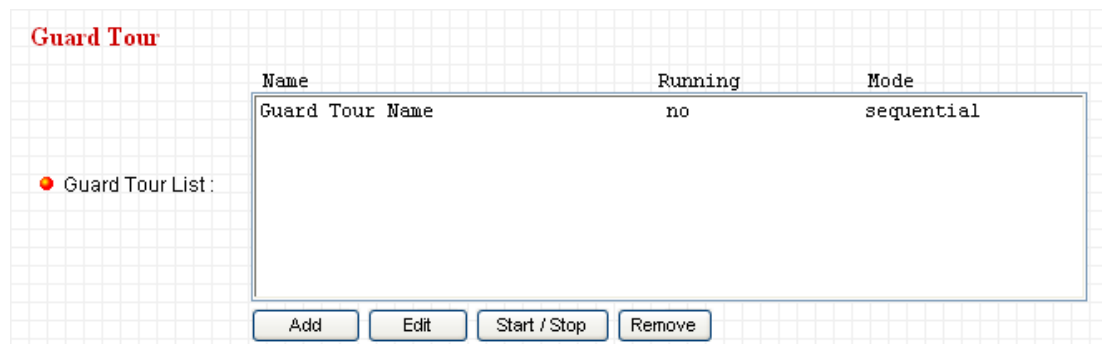 Guard Tour
Name Running Mode
Guard Tour Name no sequential
Guard Tour List :
Add Edit Start / Stop Remove